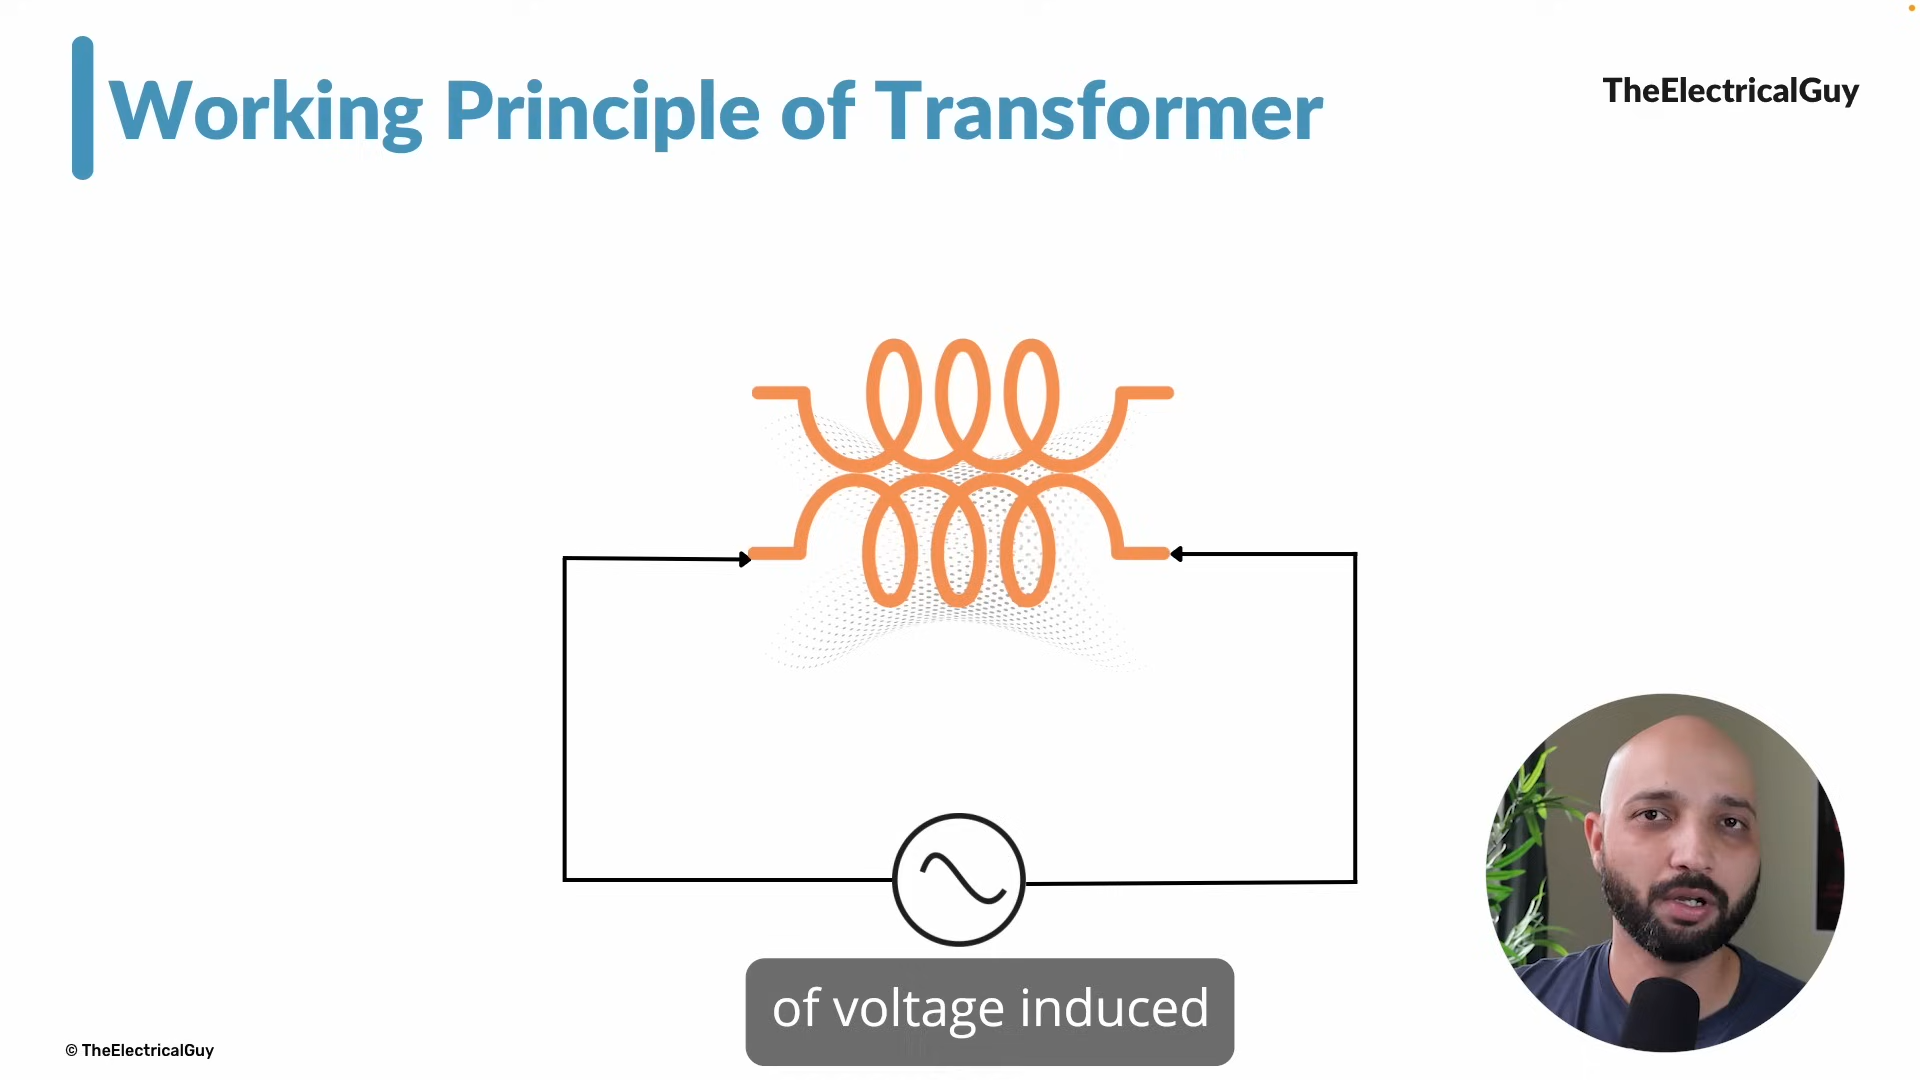 Working Principle of Transformer
TheElectricalGuy
of voltage induced
© TheElectricalGuy